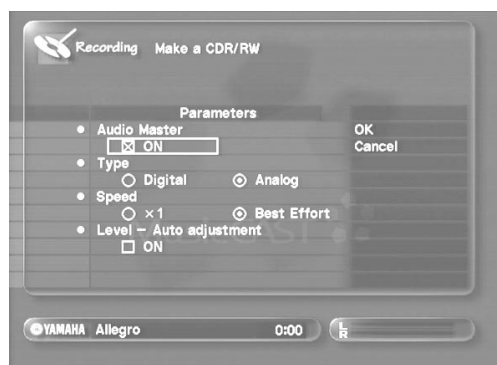 Recording Make a CDR/RW
Parameters
Audio Master
ON
OK
Cancel
Type
Digital Analog
Speed
×1 Best Effort
Level - Auto adjustment
ON
MusicCAST
YAMAHA Allegro 0:00
L
R